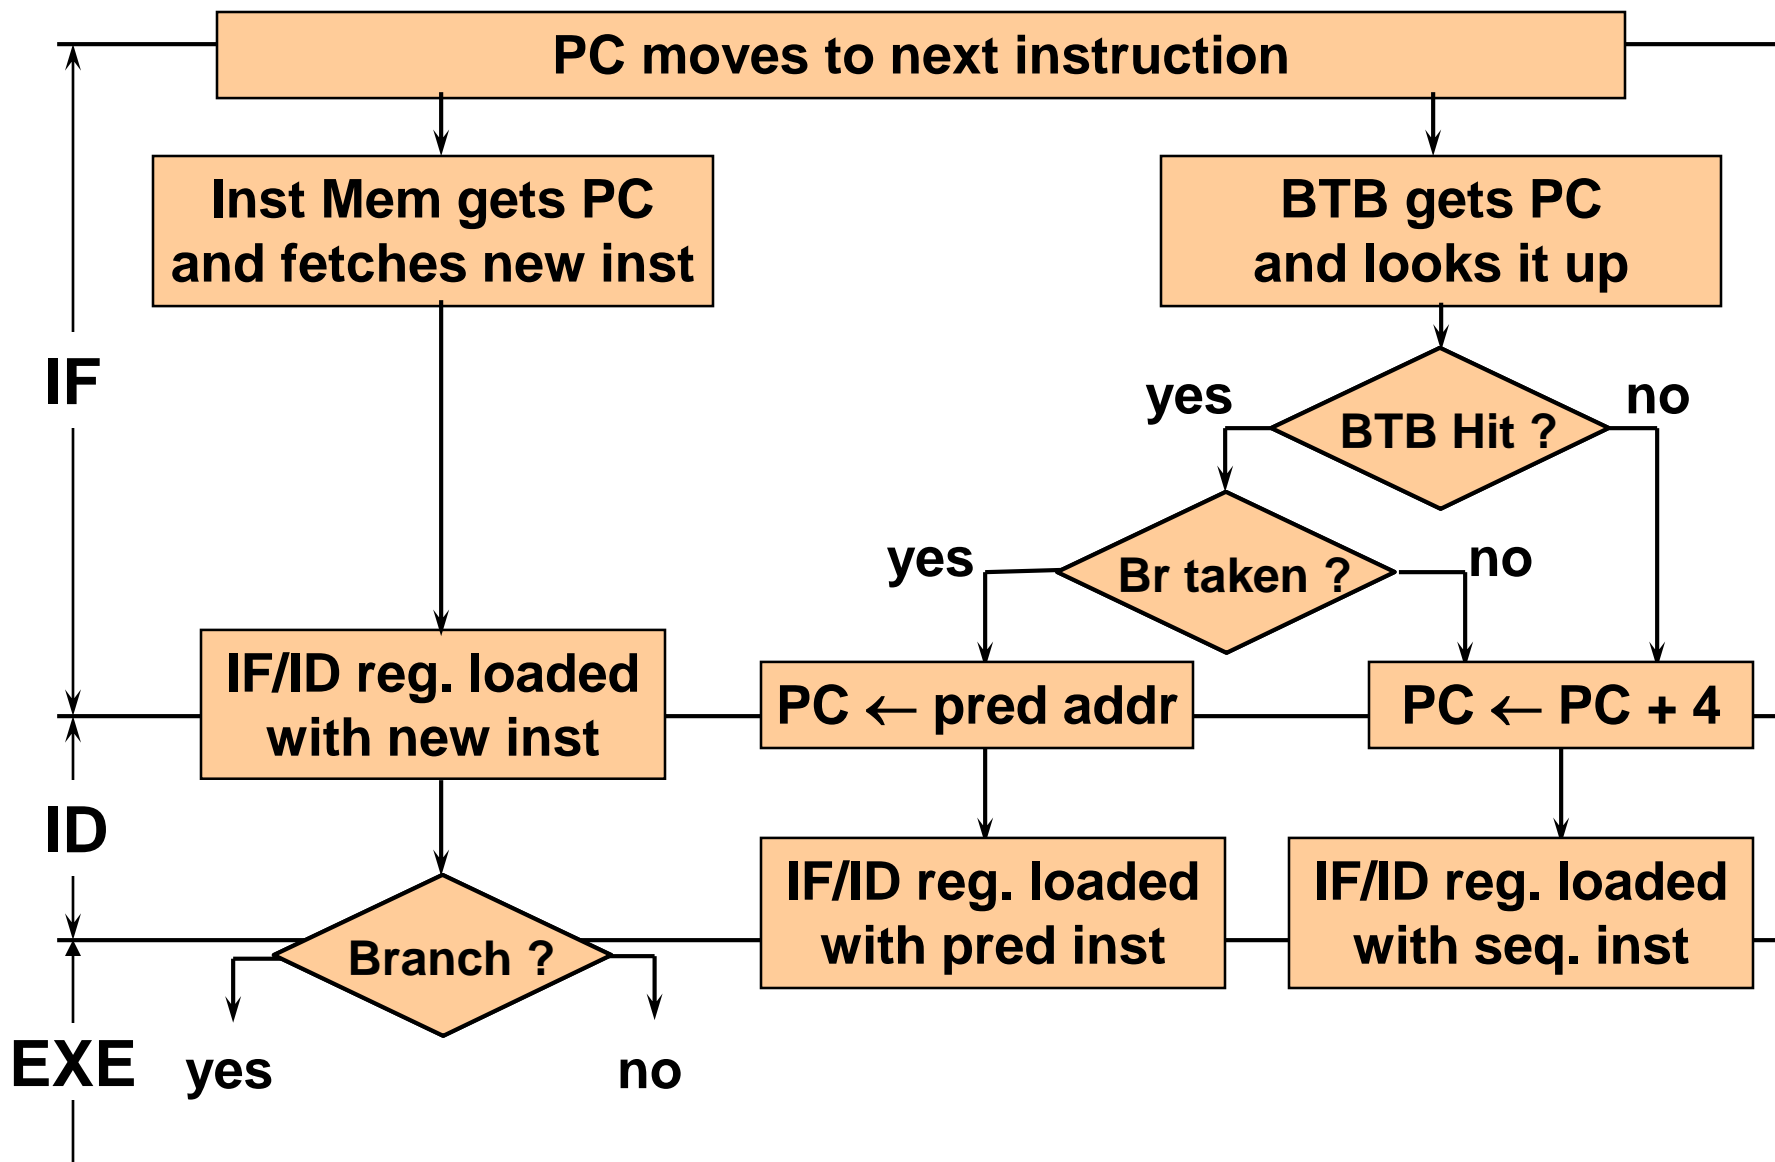 PC moves to next instruction
Inst Mem gets PC
and fetches new inst
BTB gets PC
and looks it up
IF
yes
no
BTB Hit ?
yes
no
Br taken ?
IF/ID reg. loaded
with new inst
PC ← pred addr
PC ← PC + 4
ID
IF/ID reg. loaded
with pred inst
IF/ID reg. loaded
with seq. inst
Branch ?
EXE
yes
no